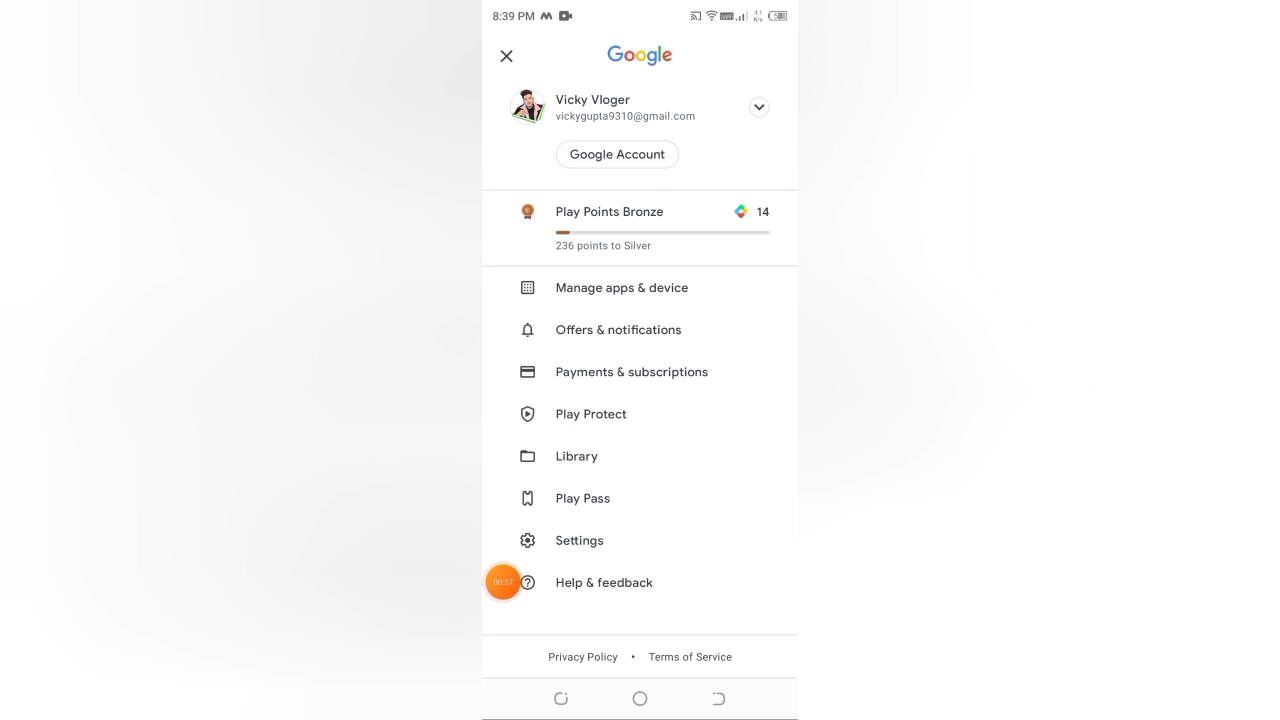 8:39 PM
Google
Vicky Vloger
vickygupta9310@gmail.com
Google Account
Play Points Bronze 14
236 points to Silver
Manage apps & device
Offers & notifications
Payments & subscriptions
Play Protect
Library
Play Pass
Settings
00:37 Help & feedback
Privacy Policy • Terms of Service